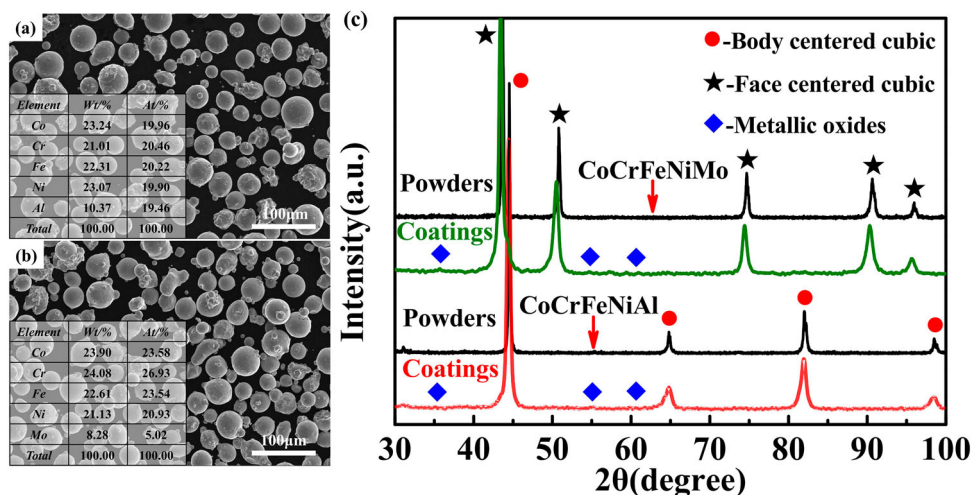 (a)
Element Wt/% At/%
Co 23.24 19.96
Cr 21.01 20.46
Fe 22.31 20.22
Ni 23.07 19.90
Al 10.37 19.46
Total 100.00 100.00
100μm
(b)
Element Wt/% At/%
Co 23.90 23.58
Cr 24.08 26.93
Fe 22.61 23.54
Ni 21.13 20.93
Mo 8.28 5.02
Total 100.00 100.00
100μm
(c)
-Body centered cubic
-Face centered cubic
-Metallic oxides
CoCrFeNiMo
Powders
Coatings
CoCrFeNiAl
Powders
Coatings
Intensity(a.u.)
30 40 50 60 70 80 90 100
2θ(degree)